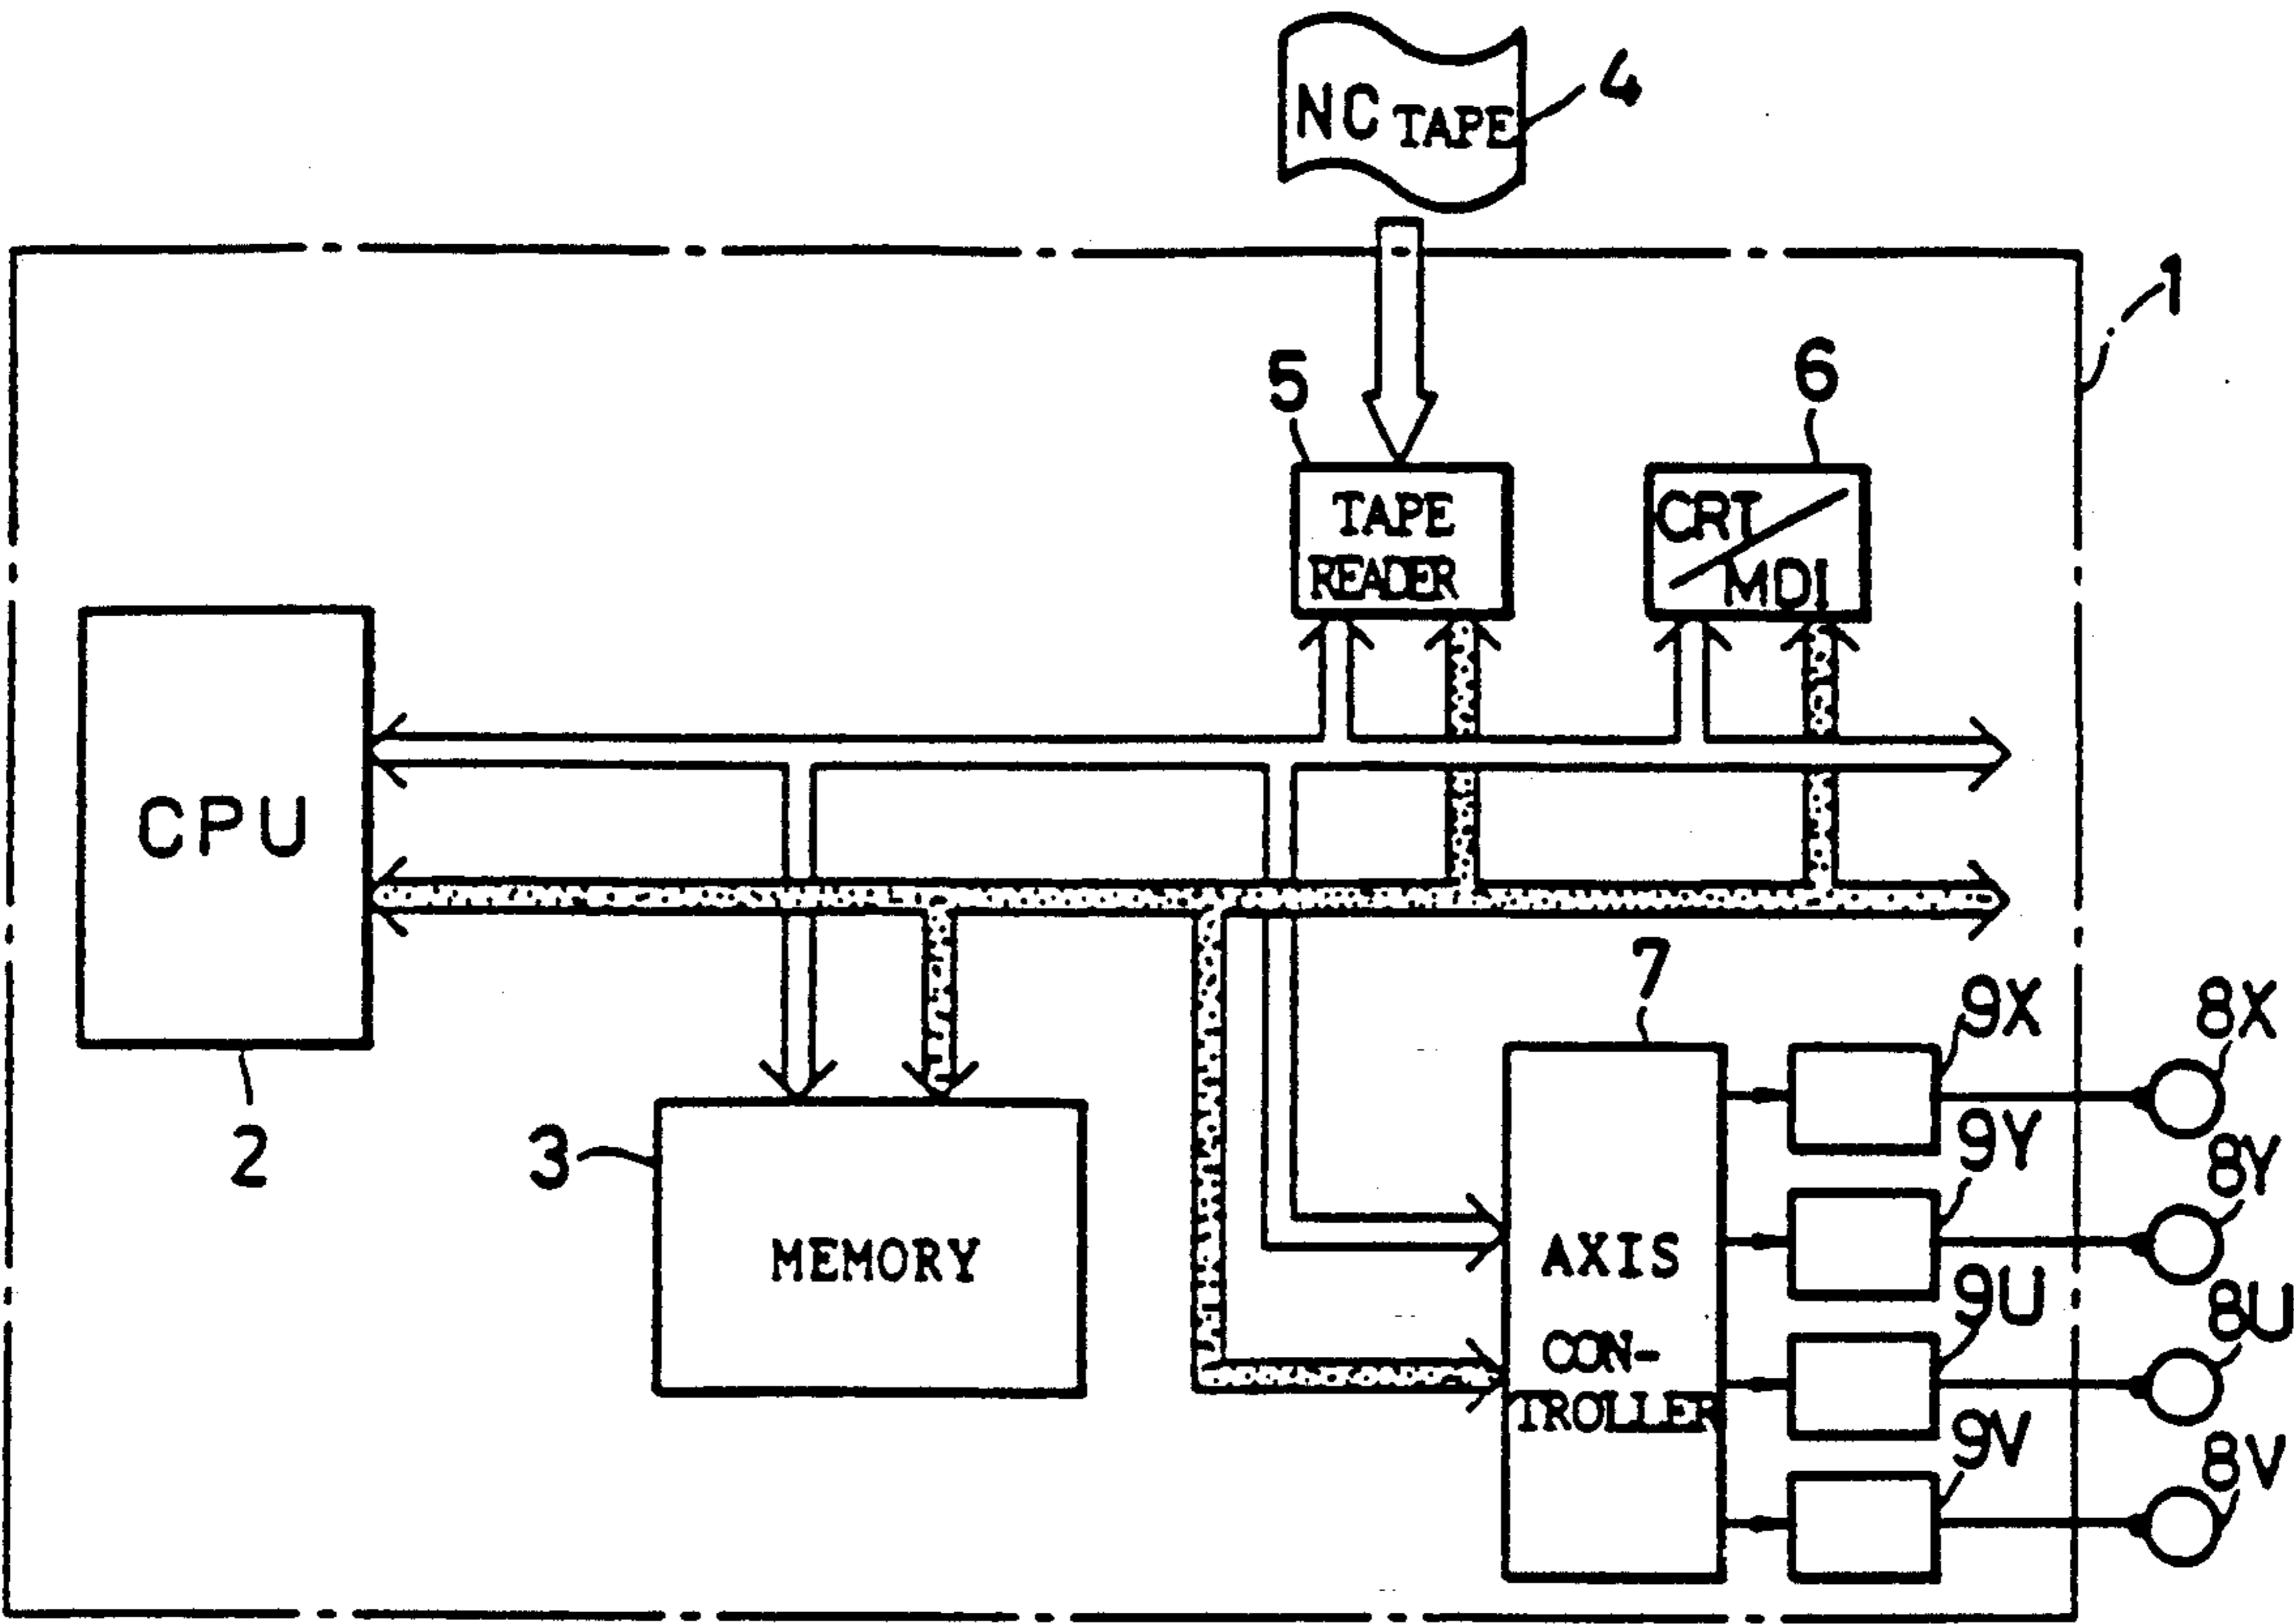 NC TAPE
4
1
5
6
TAPE
READER
CRT/
MDI
CPU
2
3
MEMORY
7
AXIS
CON-
TROLLER
9X
8X
9Y
8Y
9U
8U
9V
8V